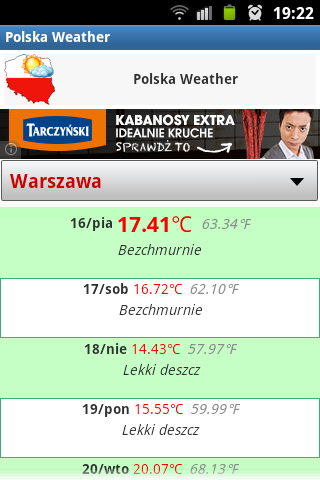 19:22
Polska Weather
Polska Weather
TARCZYŃSKI
KABANOSY EXTRA
IDEALNIE KRUCHE
SPRAWDŹ TO
Warszawa
16/pia 17.41°C 63.34°F
Bezchmurnie
17/sob 16.72°C 62.10°F
Bezchmurnie
18/nie 14.43°C 57.97°F
Lekki deszcz
19/pon 15.55°C 59.99°F
Lekki deszcz
20/wto 20.07°C 68.13°F